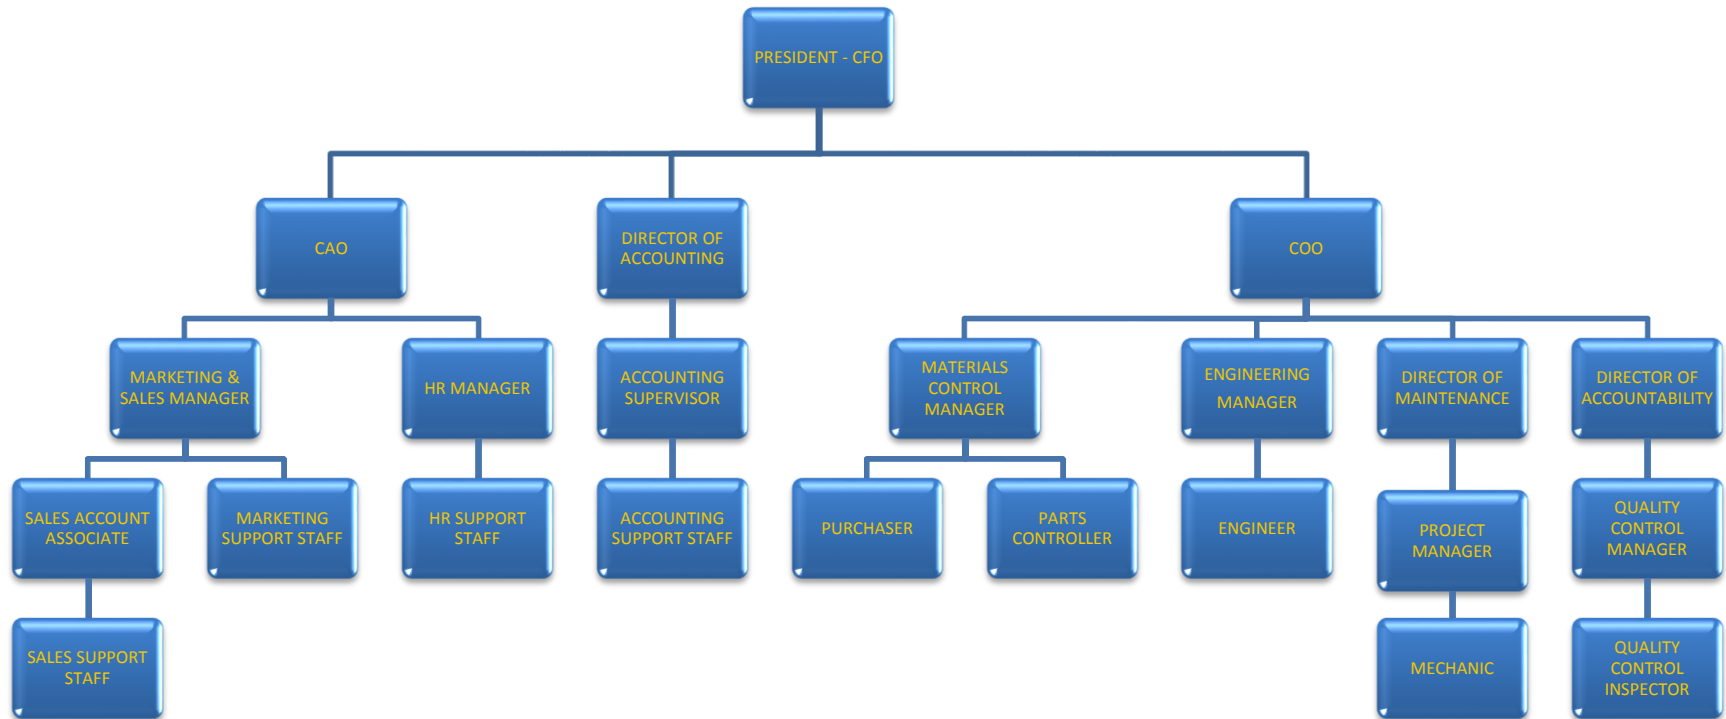 PRESIDENT - CFO
CAO
DIRECTOR OF
ACCOUNTING
COO
MARKETING &
SALES MANAGER
HR MANAGER
ACCOUNTING
SUPERVISOR
MATERIALS
CONTROL
MANAGER
ENGINEERING
MANAGER
DIRECTOR OF
MAINTENANCE
DIRECTOR OF
ACCOUNTABILITY
SALES ACCOUNT
ASSOCIATE
MARKETING
SUPPORT STAFF
HR SUPPORT
STAFF
ACCOUNTING
SUPPORT STAFF
PURCHASER
PARTS
CONTROLLER
ENGINEER
PROJECT
MANAGER
QUALITY
CONTROL
MANAGER
SALES SUPPORT
STAFF
MECHANIC
QUALITY
CONTROL
INSPECTOR